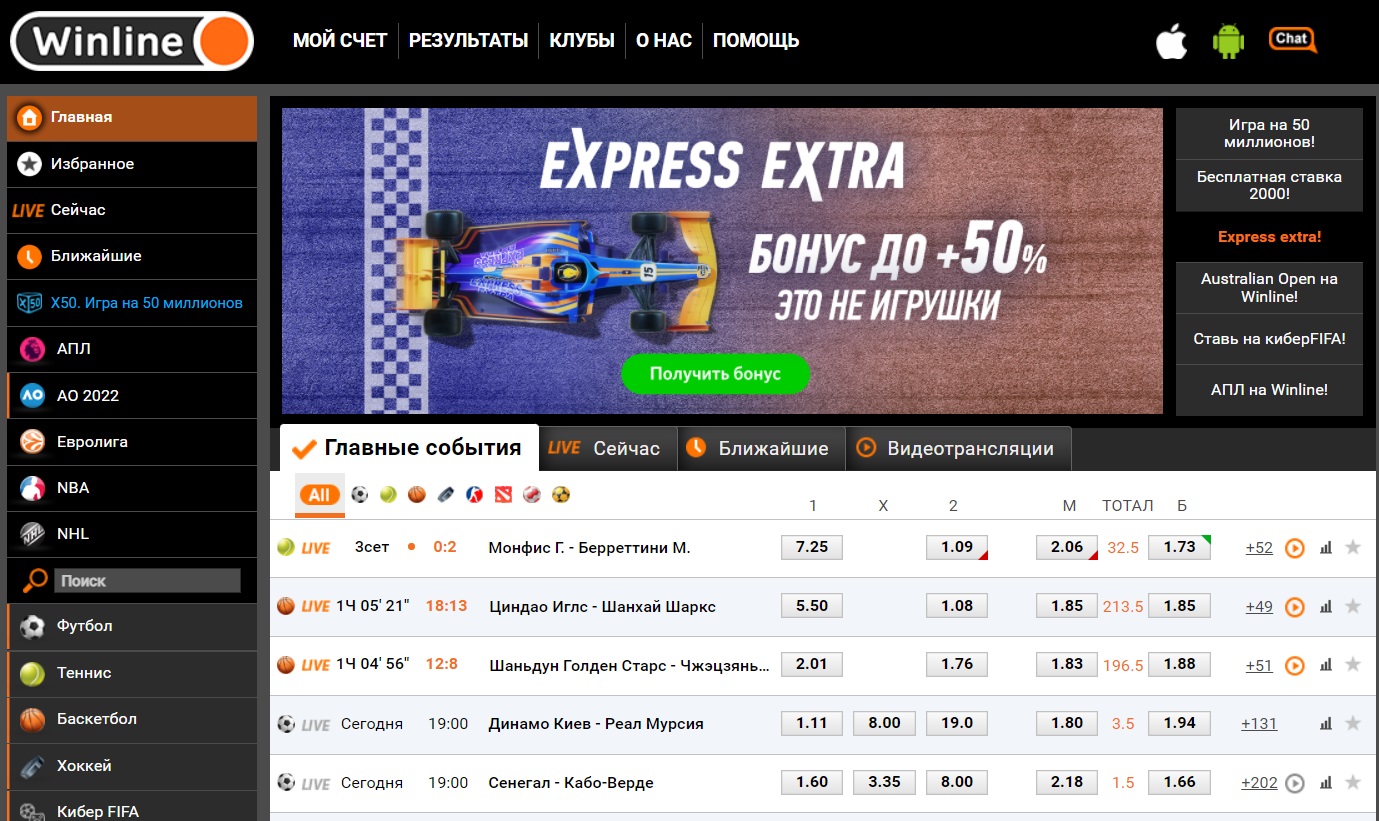 Winline
МОЙ СЧЕТ РЕЗУЛЬТАТЫ КЛУБЫ О НАС ПОМОЩЬ
Chat
Главная
Избранное
LIVE Сейчас
Ближайшие
X50 X50. Игра на 50 миллионов
АПЛ
AO AO 2022
Евролига
NBA
NHL NHL
Поиск
Футбол
Теннис
Баскетбол
Хоккей
Кибер FIFA
EXPRESS EXTRA
БОНУС ДО +50%
ЭТО НЕ ИГРУШКИ
15
Получить бонус
Игра на 50
миллионов!
Бесплатная ставка
2000!
Express extra!
Australian Open на
Winline!
Ставь на киберFIFA!
АПЛ на Winline!
Главные события LIVE Сейчас Ближайшие Видеотрансляции
All
1 X 2 М ТОТАЛ Б
LIVE 3сет 0:2 Монфис Г. - Берреттини М. 7.25 1.09 2.06 32.5 1.73 +52
LIVE 1Ч 05' 21" 18:13 Циндао Иглс - Шанхай Шаркс 5.50 1.08 1.85 213.5 1.85 +49
LIVE 1Ч 04' 56" 12:8 Шаньдун Голден Старс - Чжэцзянь... 2.01 1.76 1.83 196.5 1.88 +51
LIVE Сегодня 19:00 Динамо Киев - Реал Мурсия 1.11 8.00 19.0 1.80 3.5 1.94 +131
LIVE Сегодня 19:00 Сенегал - Кабо-Верде 1.60 3.35 8.00 2.18 1.5 1.66 +202